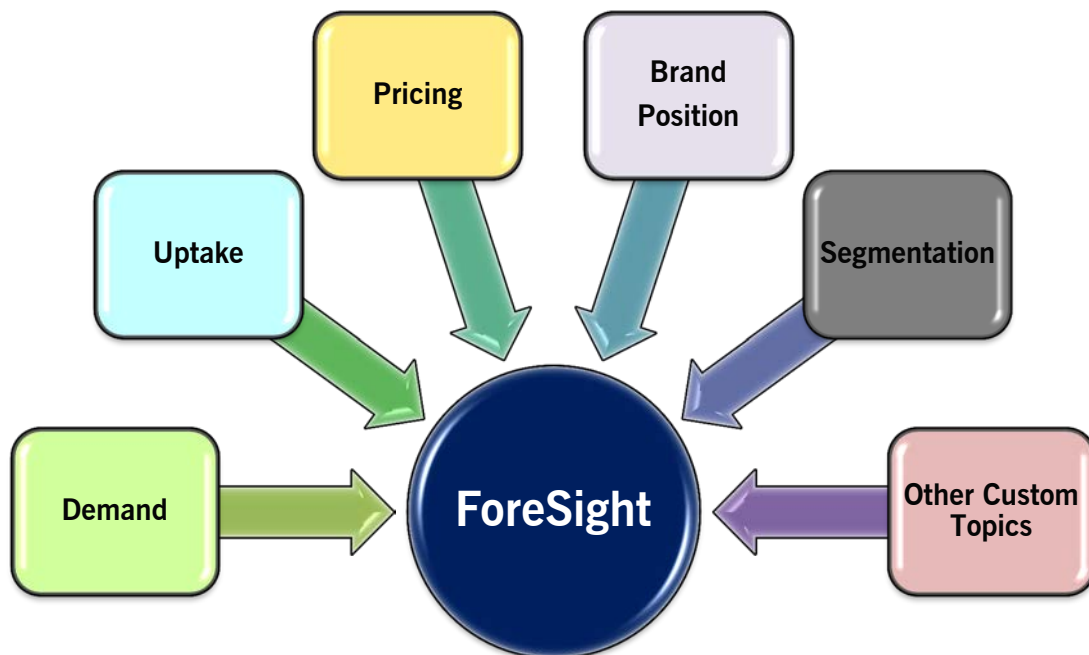 Pricing
Brand
Position
Uptake
Segmentation
Demand
ForeSight
Other Custom
Topics